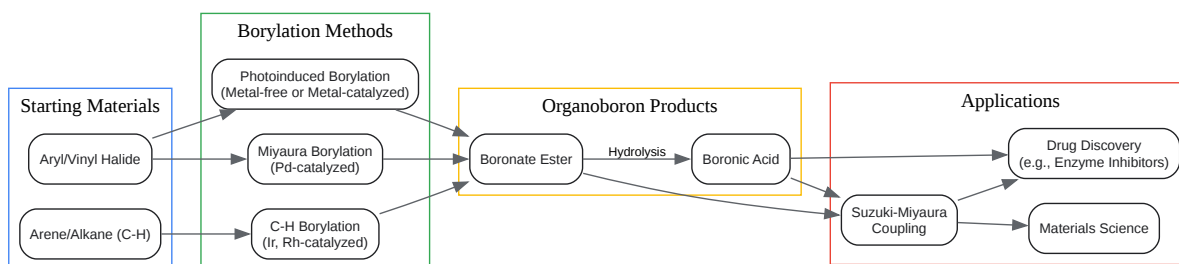 Starting Materials
Aryl/Vinyl Halide
Arene/Alkane (C-H)
Borylation Methods
Photoinduced Borylation
(Metal-free or Metal-catalyzed)
Miyaura Borylation
(Pd-catalyzed)
C-H Borylation
(Ir, Rh-catalyzed)
Organoboron Products
Boronate Ester
Hydrolysis
Boronic Acid
Applications
Drug Discovery
(e.g., Enzyme Inhibitors)
Suzuki-Miyaura
Coupling
Materials Science